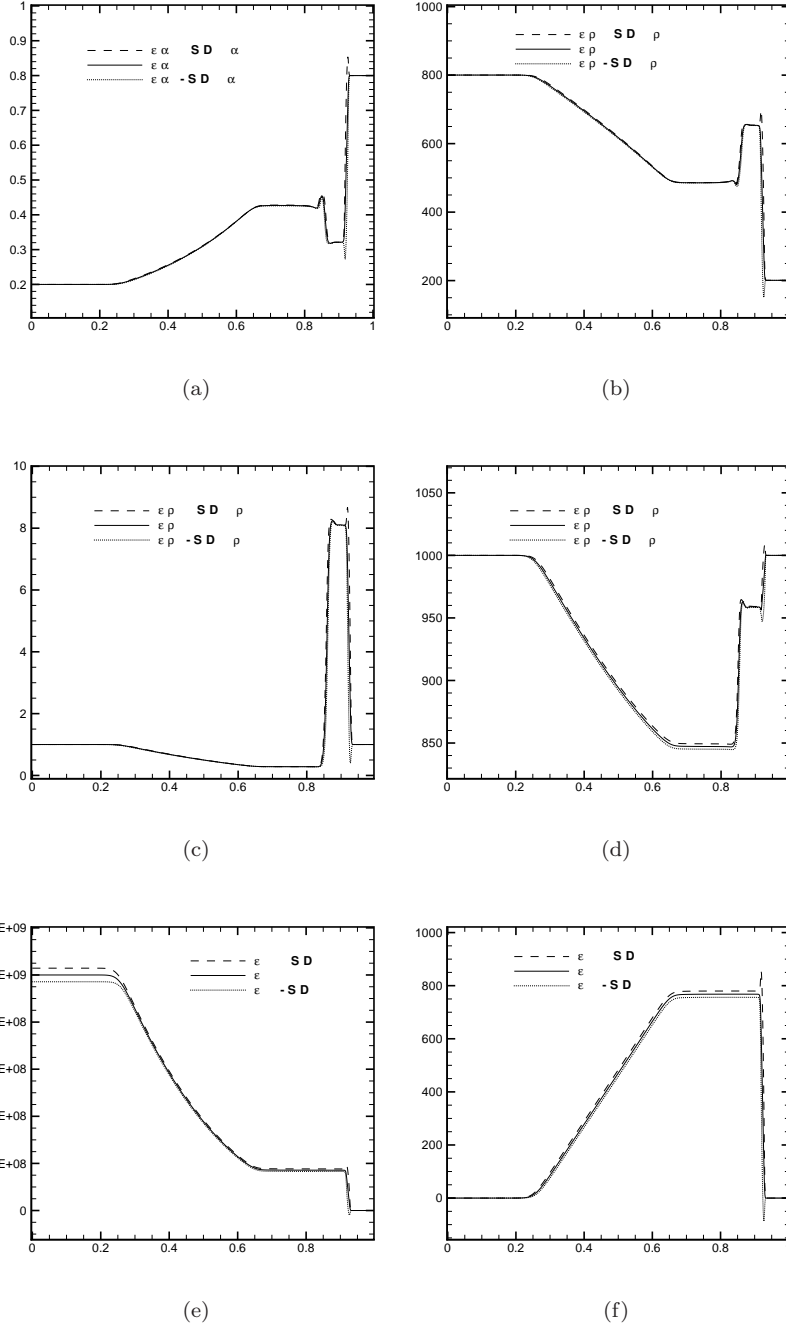 1
0.9
0.8
0.7
0.6
0.5
0.4
0.3
0.2
0 0.2 0.4 0.6 0.8 1
ε α SD α
ε α
ε α -SD α
(a)
1000
800
600
400
200
0 0.2 0.4 0.6 0.8
ε ρ SD ρ
ε ρ
ε ρ -SD ρ
(b)
10
8
6
4
2
0
0 0.2 0.4 0.6 0.8
ε ρ SD ρ
ε ρ
ε ρ -SD ρ
(c)
1050
1000
950
900
850
0 0.2 0.4 0.6 0.8
ε ρ SD ρ
ε ρ
ε ρ -SD ρ
(d)
E+09
E+09
E+08
E+08
E+08
E+08
0
0 0.2 0.4 0.6 0.8
ε SD
ε
ε -SD
(e)
1000
800
600
400
200
0
0 0.2 0.4 0.6 0.8
ε SD
ε
ε -SD
(f)